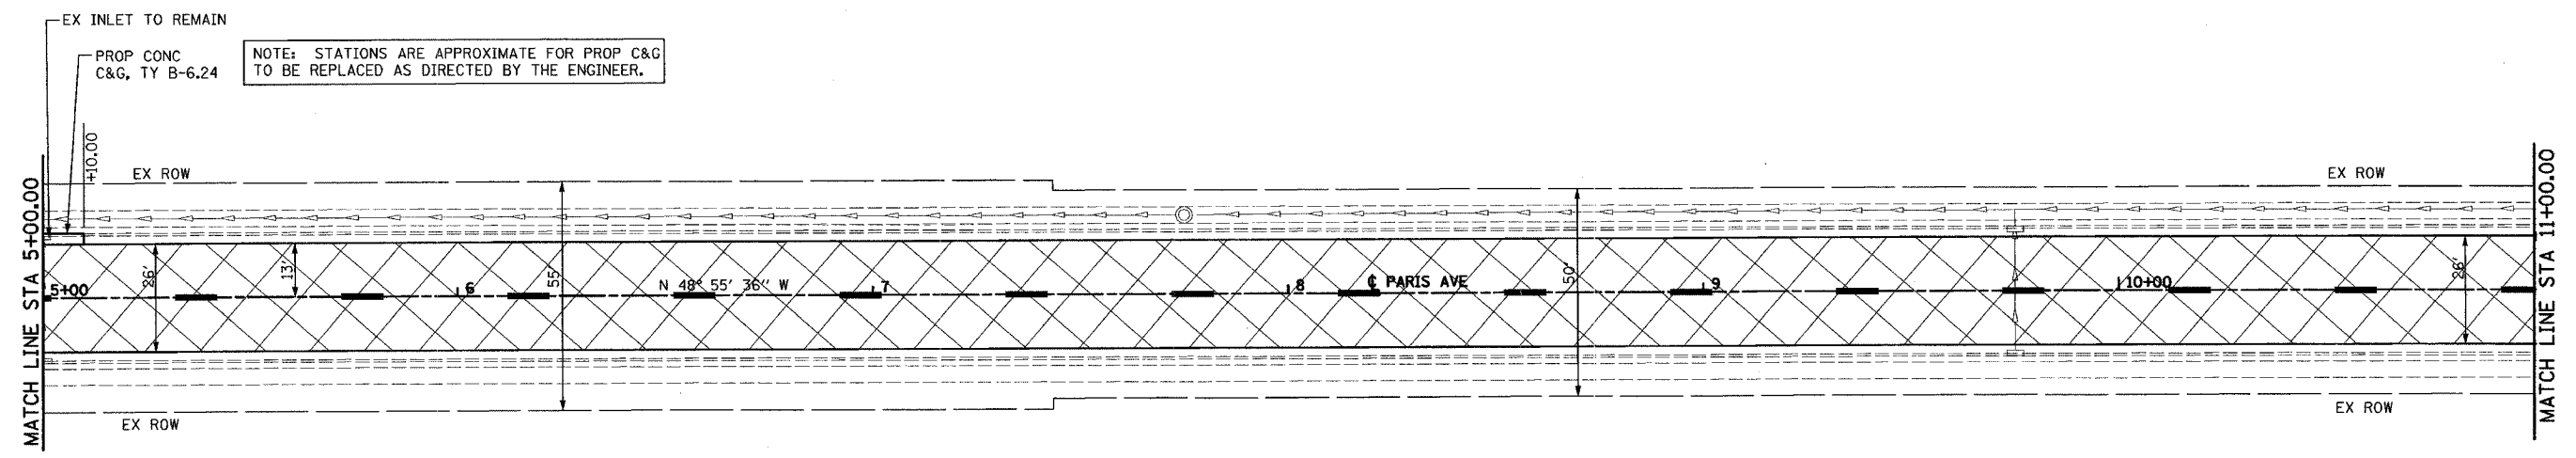 EX INLET TO REMAIN
PROP CONC
C&G, TY B-6.24
NOTE: STATIONS ARE APPROXIMATE FOR PROP C&G
TO BE REPLACED AS DIRECTED BY THE ENGINEER.
+10.00
EX ROW
EX ROW
MATCH LINE STA 5+00.00
MATCH LINE STA 11+00.00
5+00
26'
13'
6
55'
N 48° 55' 36" W
7
8
℄ PARIS AVE
50'
9
10+00
26'
EX ROW
EX ROW